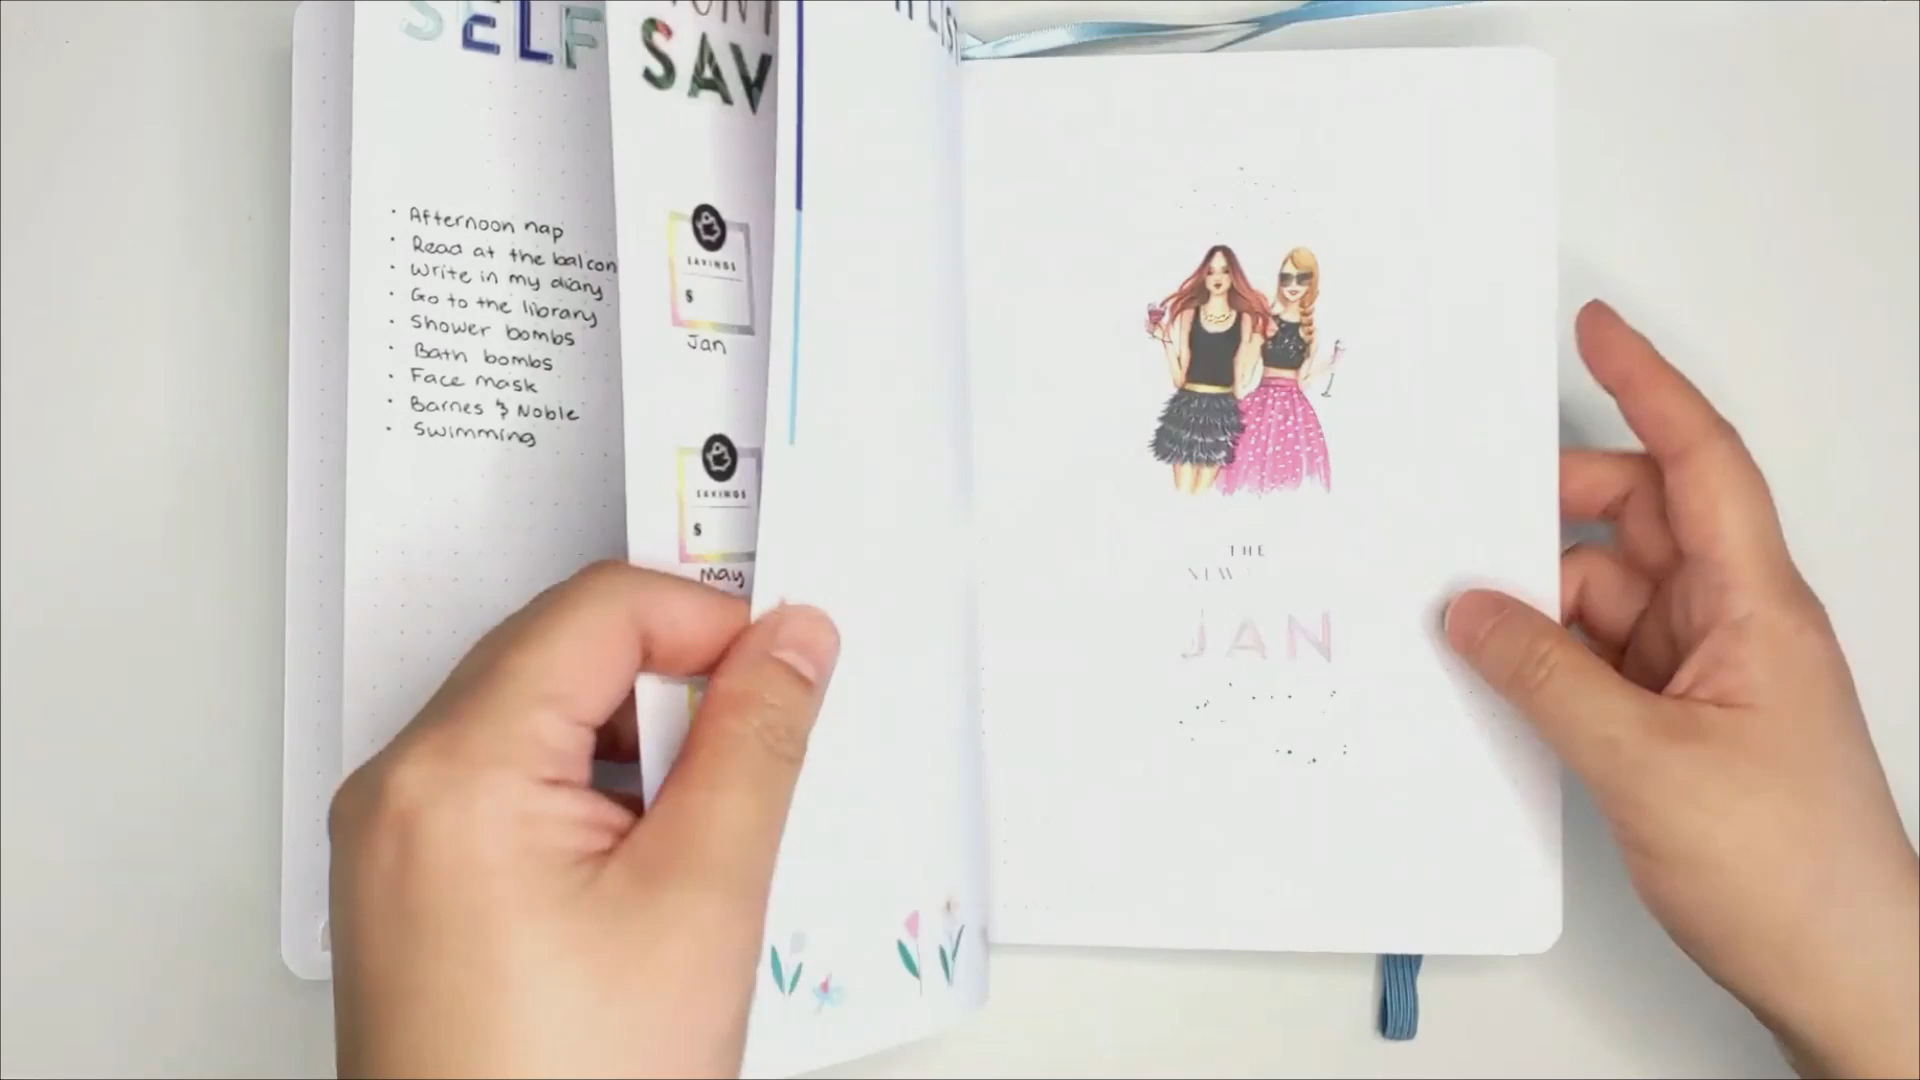 SELF
• Afternoon nap
• Read at the balcon
• Write in my diary
• Go to the library
• Shower bombs
• Bath bombs
• Face mask
• Barnes & Noble
• Swimming
SAV
SAVINGS
$
Jan
SAVINGS
$
May
THE
NEW
JAN